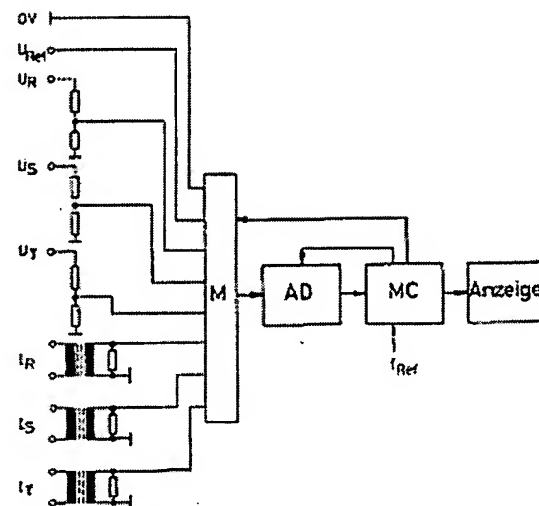 0V
U_Ref
U_R
U_S
U_T
I_R
I_S
I_T
M
AD
MC
Anzeige
f_Ref